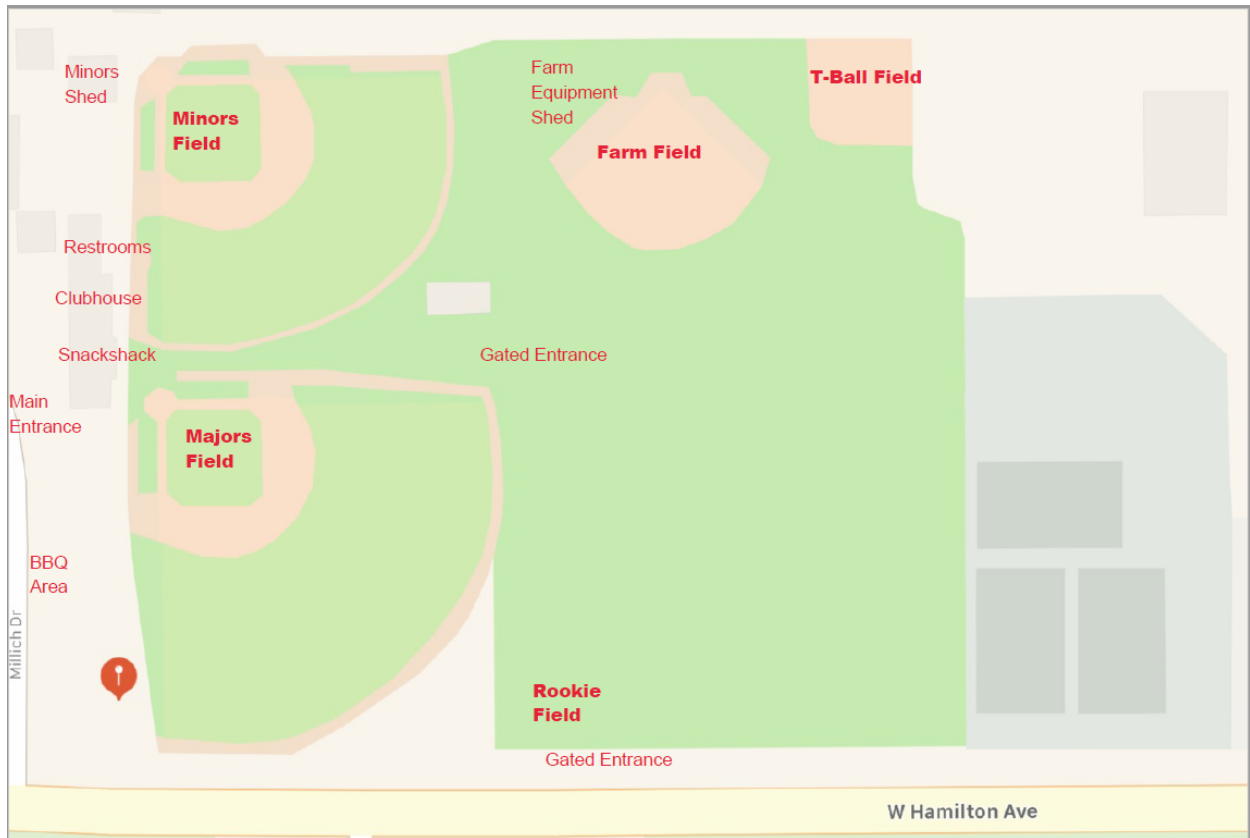 Minors
Shed
Minors
Field
Farm
Equipment
Shed
T-Ball Field
Farm Field
Restrooms
Clubhouse
Snackshack
Gated Entrance
Main
Entrance
Majors
Field
BBQ
Area
Millich Dr
Rookie
Field
Gated Entrance
W Hamilton Ave